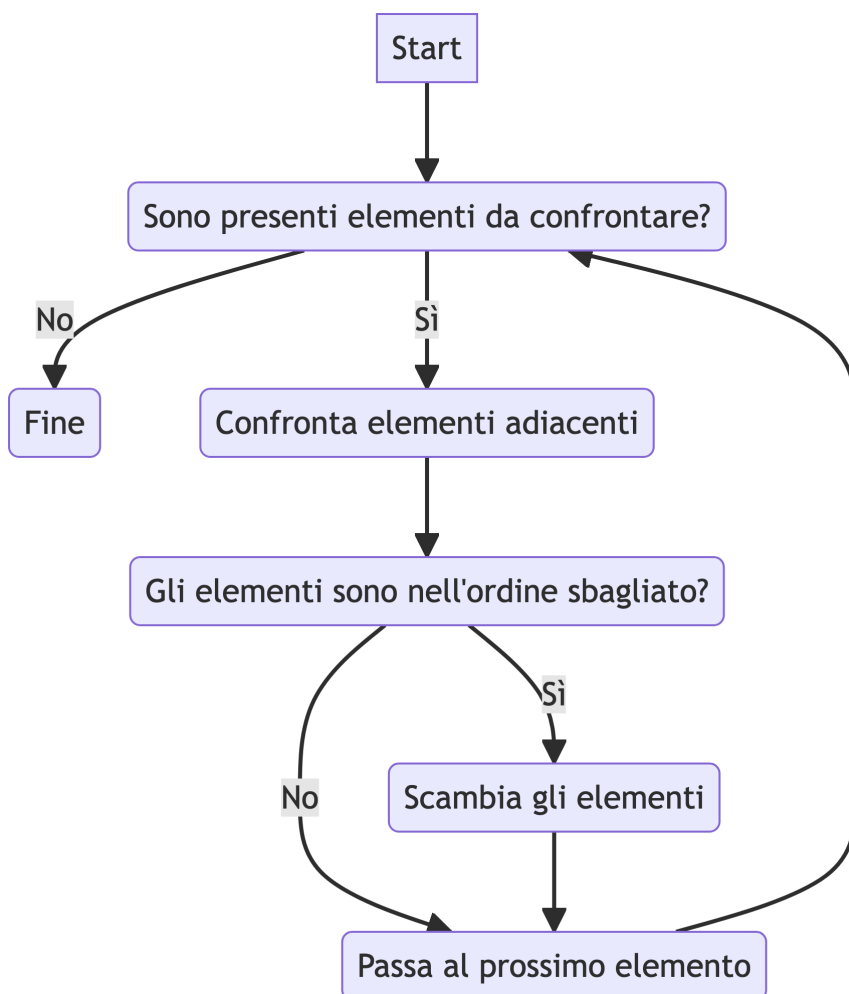 Start
Sono presenti elementi da confrontare?
No
Sì
Fine
Confronta elementi adiacenti
Gli elementi sono nell'ordine sbagliato?
Sì
No
Scambia gli elementi
Passa al prossimo elemento